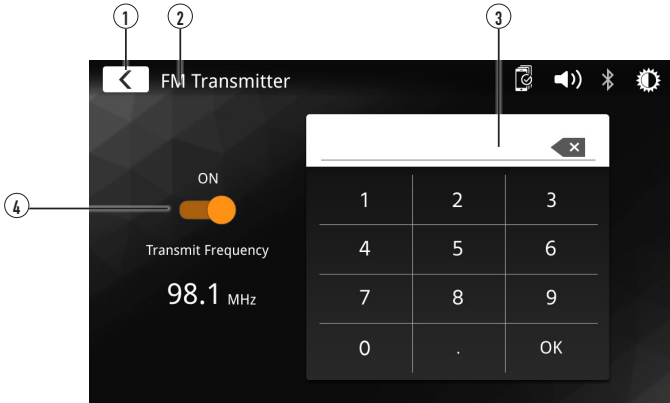 1 2 3
FM Transmitter
4
ON
Transmit Frequency
98.1 MHz
1 2 3
4 5 6
7 8 9
0 . OK